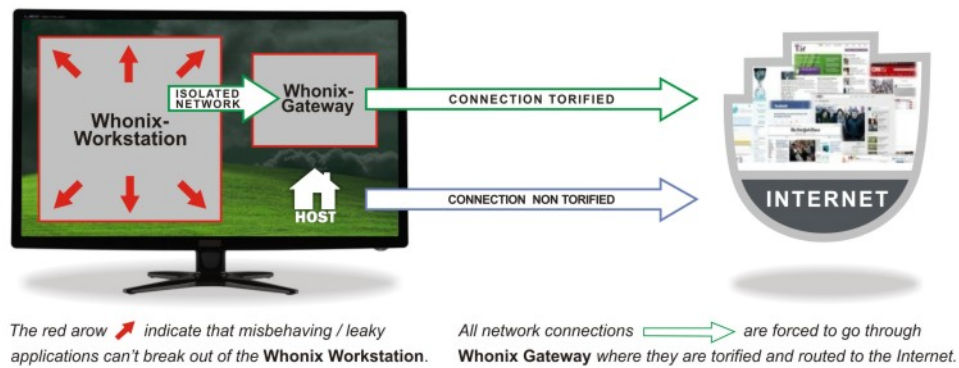 Whonix-
Workstation
ISOLATED
NETWORK
Whonix-
Gateway
HOST
CONNECTION TORIFIED
CONNECTION NON TORIFIED
INTERNET
The red arow indicate that misbehaving / leaky
applications can't break out of the Whonix Workstation.
All network connections are forced to go through
Whonix Gateway where they are torified and routed to the Internet.